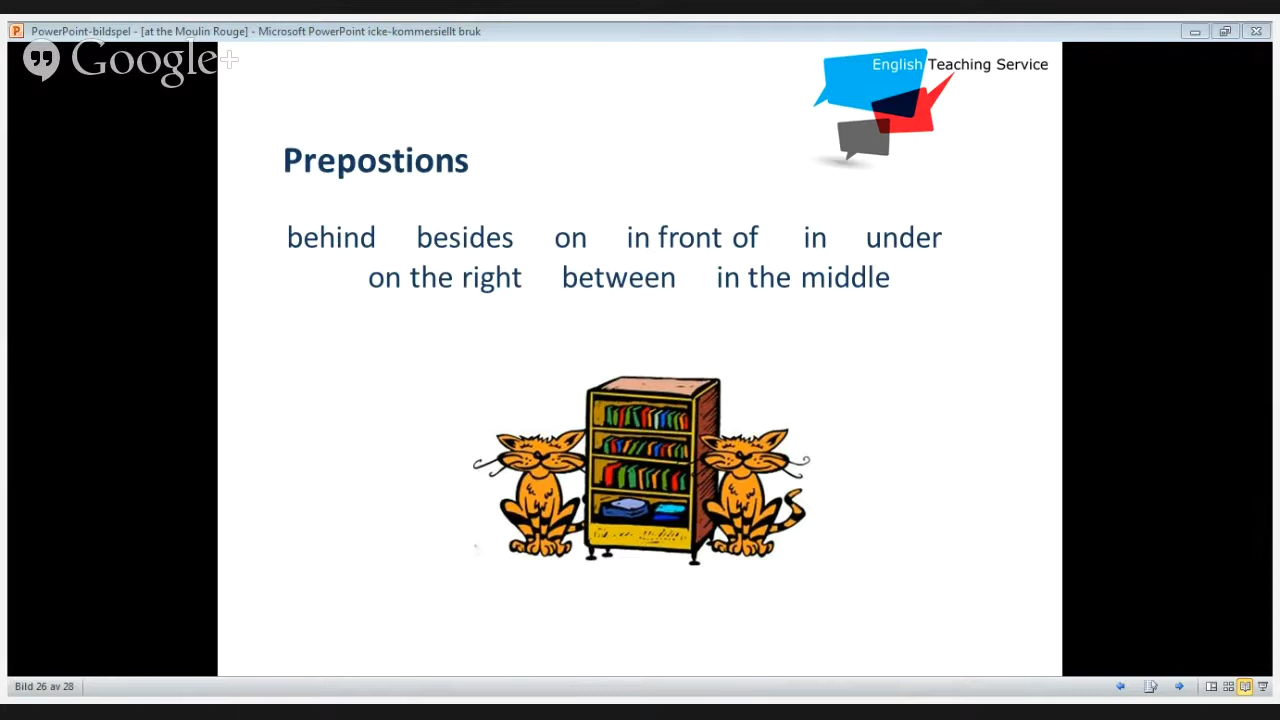 PowerPoint-bildspel - [at the Moulin Rouge] - Microsoft PowerPoint icke-kommersiellt bruk
Google+
English Teaching Service
Prepostions
behind besides on in front of in under
on the right between in the middle
Bild 26 av 28